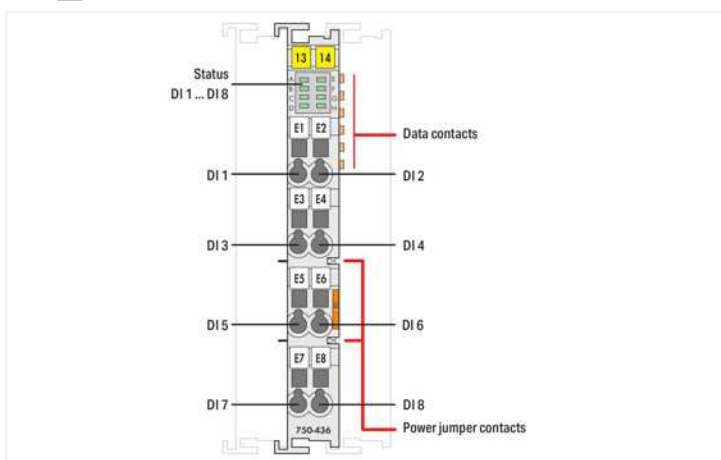 13 14
Status
DI 1 ... DI 8
A E
B F
C G
D H
Data contacts
E1 E2
DI 1
DI 2
E3 E4
DI 3
DI 4
E5 E6
DI 5
DI 6
E7 E8
DI 7
DI 8
750-436
Power jumper contacts